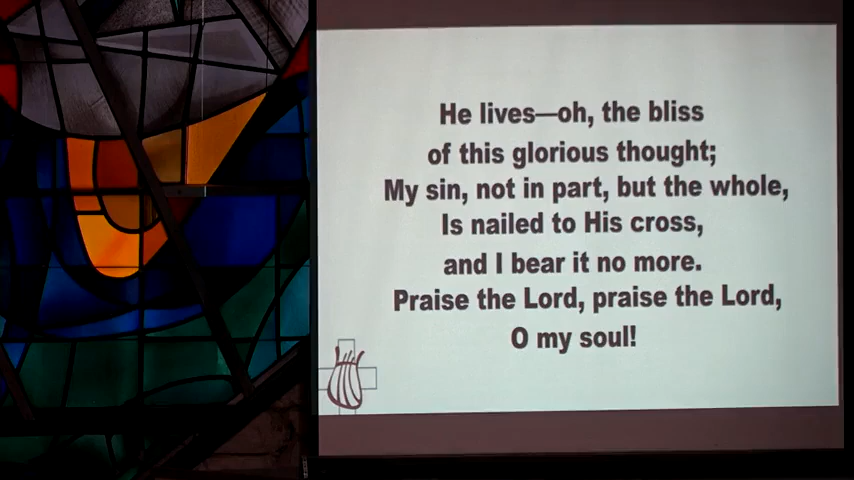 He lives—oh, the bliss
of this glorious thought;
My sin, not in part, but the whole,
Is nailed to His cross,
and I bear it no more.
Praise the Lord, praise the Lord,
O my soul!